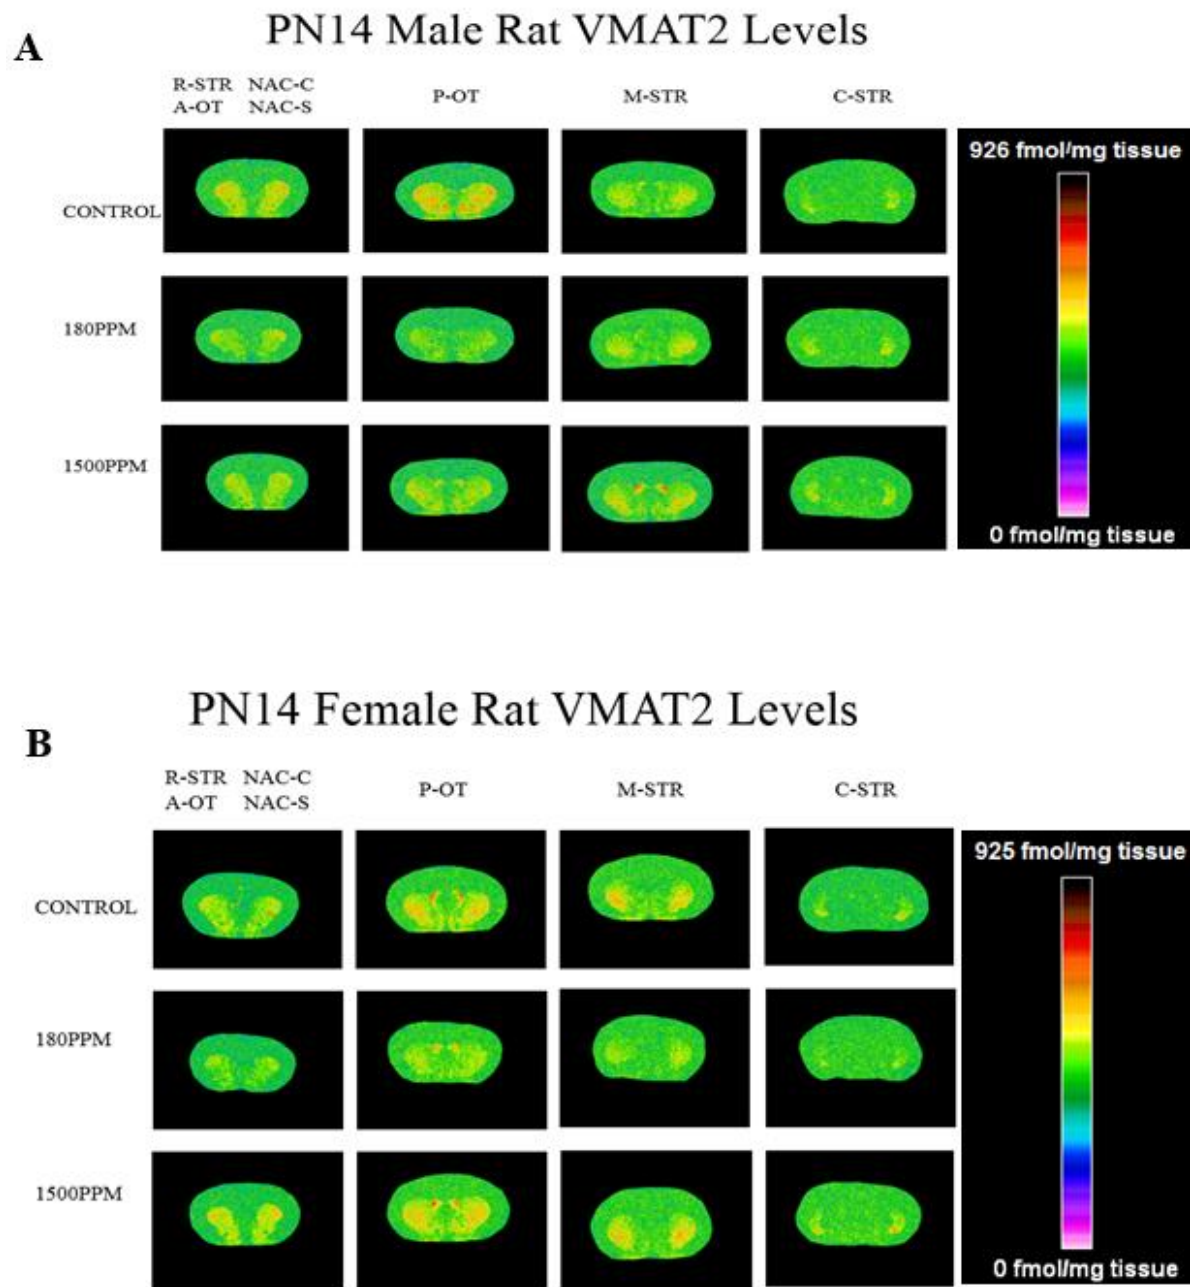 A
PN14 Male Rat VMAT2 Levels
R-STR NAC-C
A-OT NAC-S
P-OT
M-STR
C-STR
CONTROL
180PPM
1500PPM
926 fmol/mg tissue
0 fmol/mg tissue
PN14 Female Rat VMAT2 Levels
B
R-STR NAC-C
A-OT NAC-S
P-OT
M-STR
C-STR
CONTROL
180PPM
1500PPM
925 fmol/mg tissue
0 fmol/mg tissue